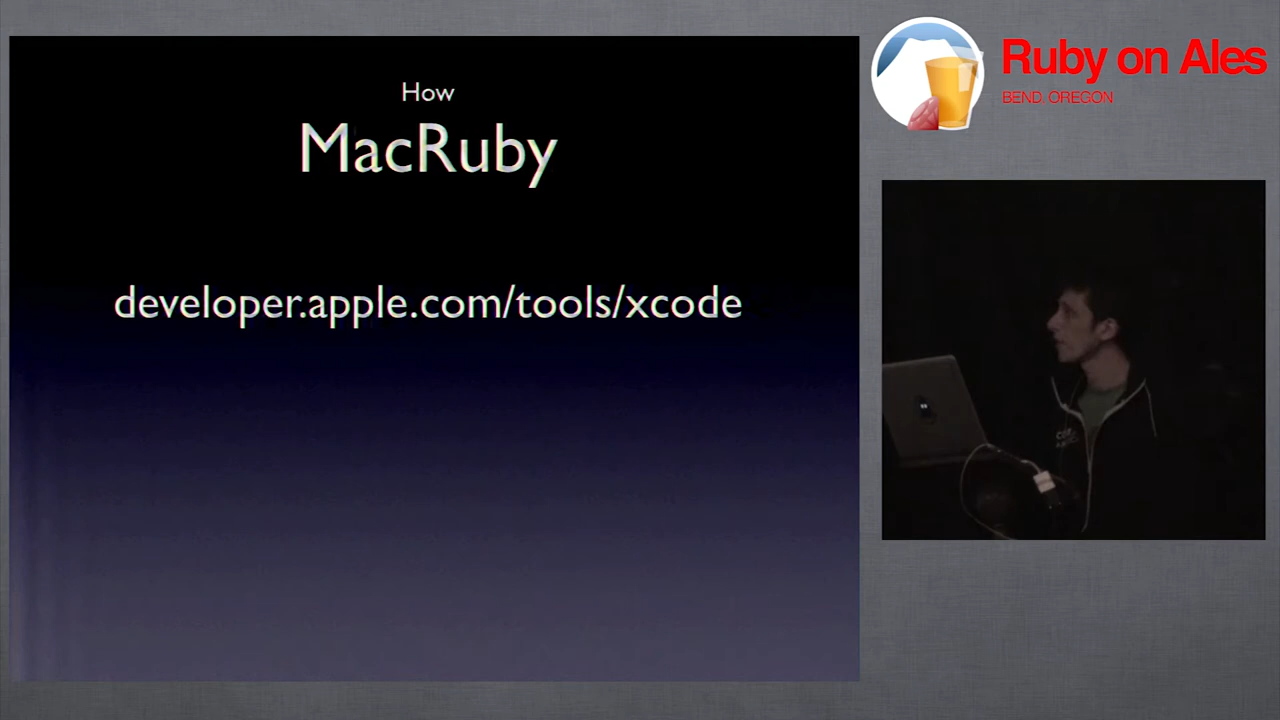 How
MacRuby
developer.apple.com/tools/xcode
Ruby on Ales
BEND, OREGON